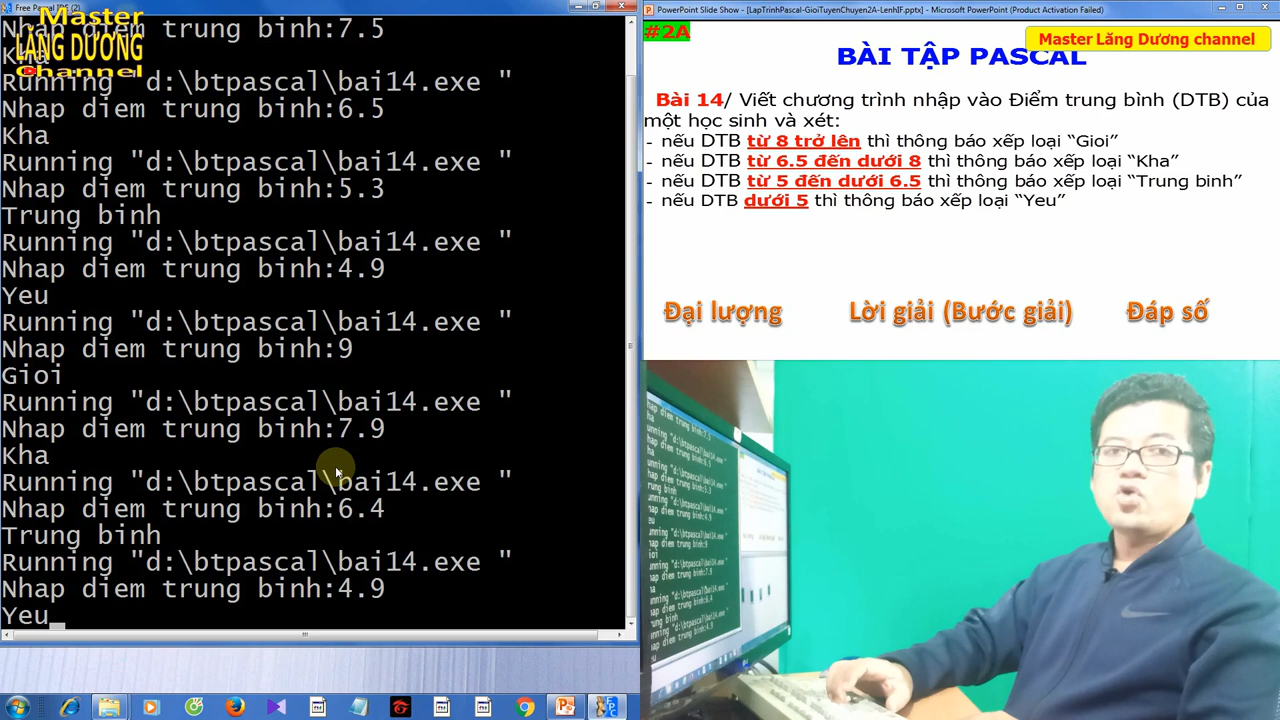 Free Pascal IDE (2)
Master
LĂNG DƯƠNG
Channel
Nhap diem trung binh:7.5
Kha
Running "d:\btpascal\bai14.exe "
Nhap diem trung binh:6.5
Kha
Running "d:\btpascal\bai14.exe "
Nhap diem trung binh:5.3
Trung binh
Running "d:\btpascal\bai14.exe "
Nhap diem trung binh:4.9
Yeu
Running "d:\btpascal\bai14.exe "
Nhap diem trung binh:9
Gioi
Running "d:\btpascal\bai14.exe "
Nhap diem trung binh:7.9
Kha
Running "d:\btpascal\bai14.exe "
Nhap diem trung binh:6.4
Trung binh
Running "d:\btpascal\bai14.exe "
Nhap diem trung binh:4.9
Yeu
PowerPoint Slide Show - [LapTrinhPascal-GioiTuyenChuyen2A-LenhIF.pptx] - Microsoft PowerPoint (Product Activation Failed)
#2A
Master Lăng Dương channel
BÀI TẬP PASCAL
Bài 14/ Viết chương trình nhập vào Điểm trung bình (DTB) của
một học sinh và xét:
- nếu DTB từ 8 trở lên thì thông báo xếp loại “Gioi”
- nếu DTB từ 6.5 đến dưới 8 thì thông báo xếp loại “Kha”
- nếu DTB từ 5 đến dưới 6.5 thì thông báo xếp loại “Trung binh”
- nếu DTB dưới 5 thì thông báo xếp loại “Yeu”
Đại lượng Lời giải (Bước giải) Đáp số